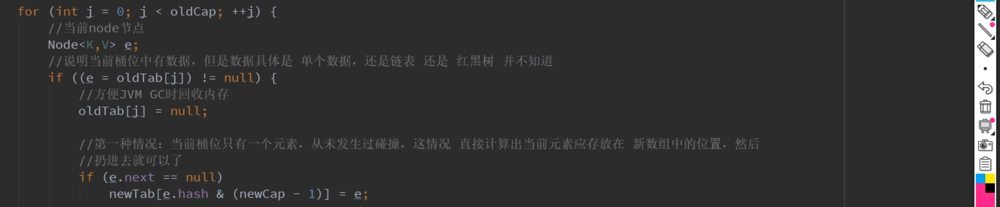 for (int j = 0; j < oldCap; ++j) {
//当前node节点
Node<K,V> e;
//说明当前桶位中有数据，但是数据具体是 单个数据，还是链表 还是 红黑树 并不知道
if ((e = oldTab[j]) != null) {
//方便JVM GC时回收内存
oldTab[j] = null;
//第一种情况：当前桶位只有一个元素，从未发生过碰撞，这情况 直接计算出当前元素应存放在 新数组中的位置，然后
//扔进去就可以了
if (e.next == null)
newTab[e.hash & (newCap - 1)] = e;